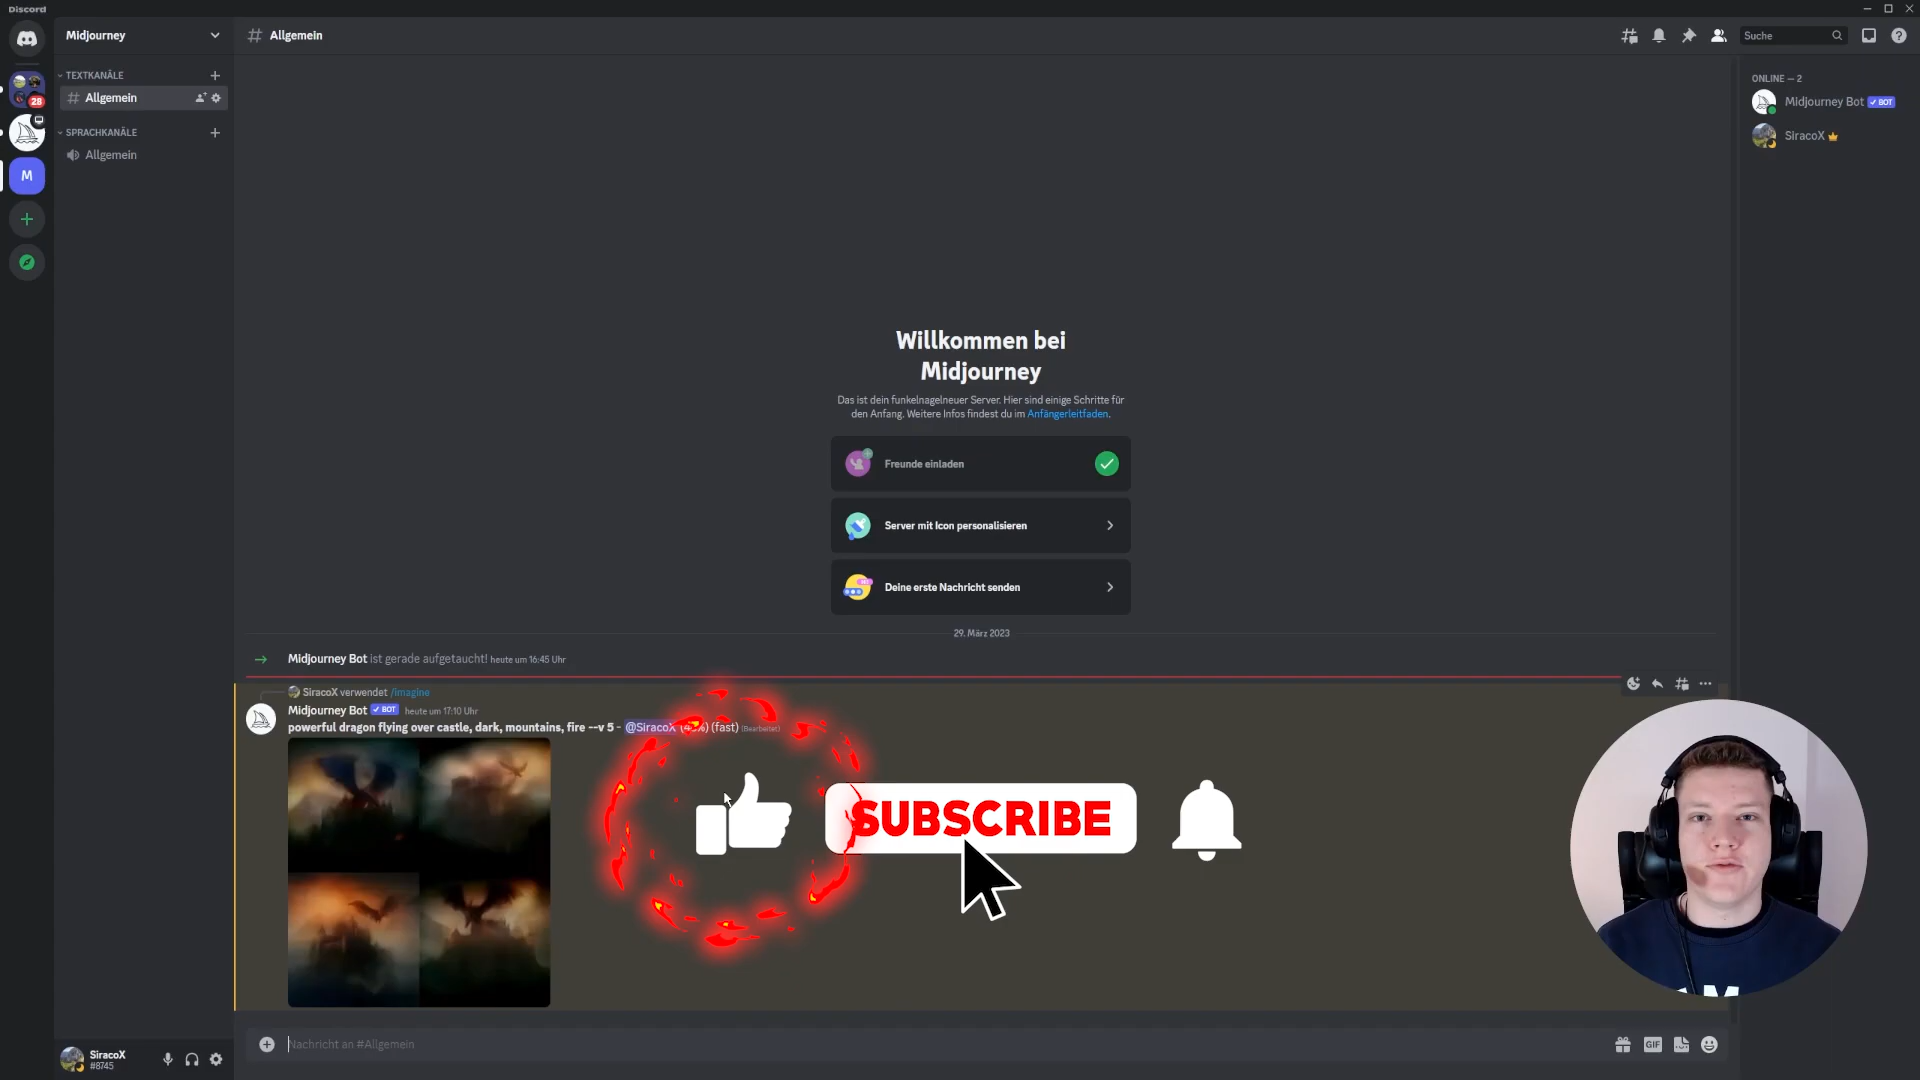 Discord
Midjourney
Allgemein
Suche
TEXTKANÄLE
Allgemein
SPRACHKANÄLE
Allgemein
28
M
ONLINE — 2
Midjourney Bot ✓ BOT
SiracoX
Willkommen bei
Midjourney
Das ist dein funkelnagelneuer Server. Hier sind einige Schritte für
den Anfang. Weitere Infos findest du im Anfängerleitfaden.
Freunde einladen
Server mit Icon personalisieren
Deine erste Nachricht senden
29. März 2023
Midjourney Bot ist gerade aufgetaucht! heute um 16:45 Uhr
SiracoX verwendet /imagine
Midjourney Bot ✓ BOT heute um 17:10 Uhr
powerful dragon flying over castle, dark, mountains, fire --v 5 - @SiracoX (fast) (Bearbeitet)
SUBSCRIBE
Nachricht an #Allgemein
GIF
SiracoX
#8745